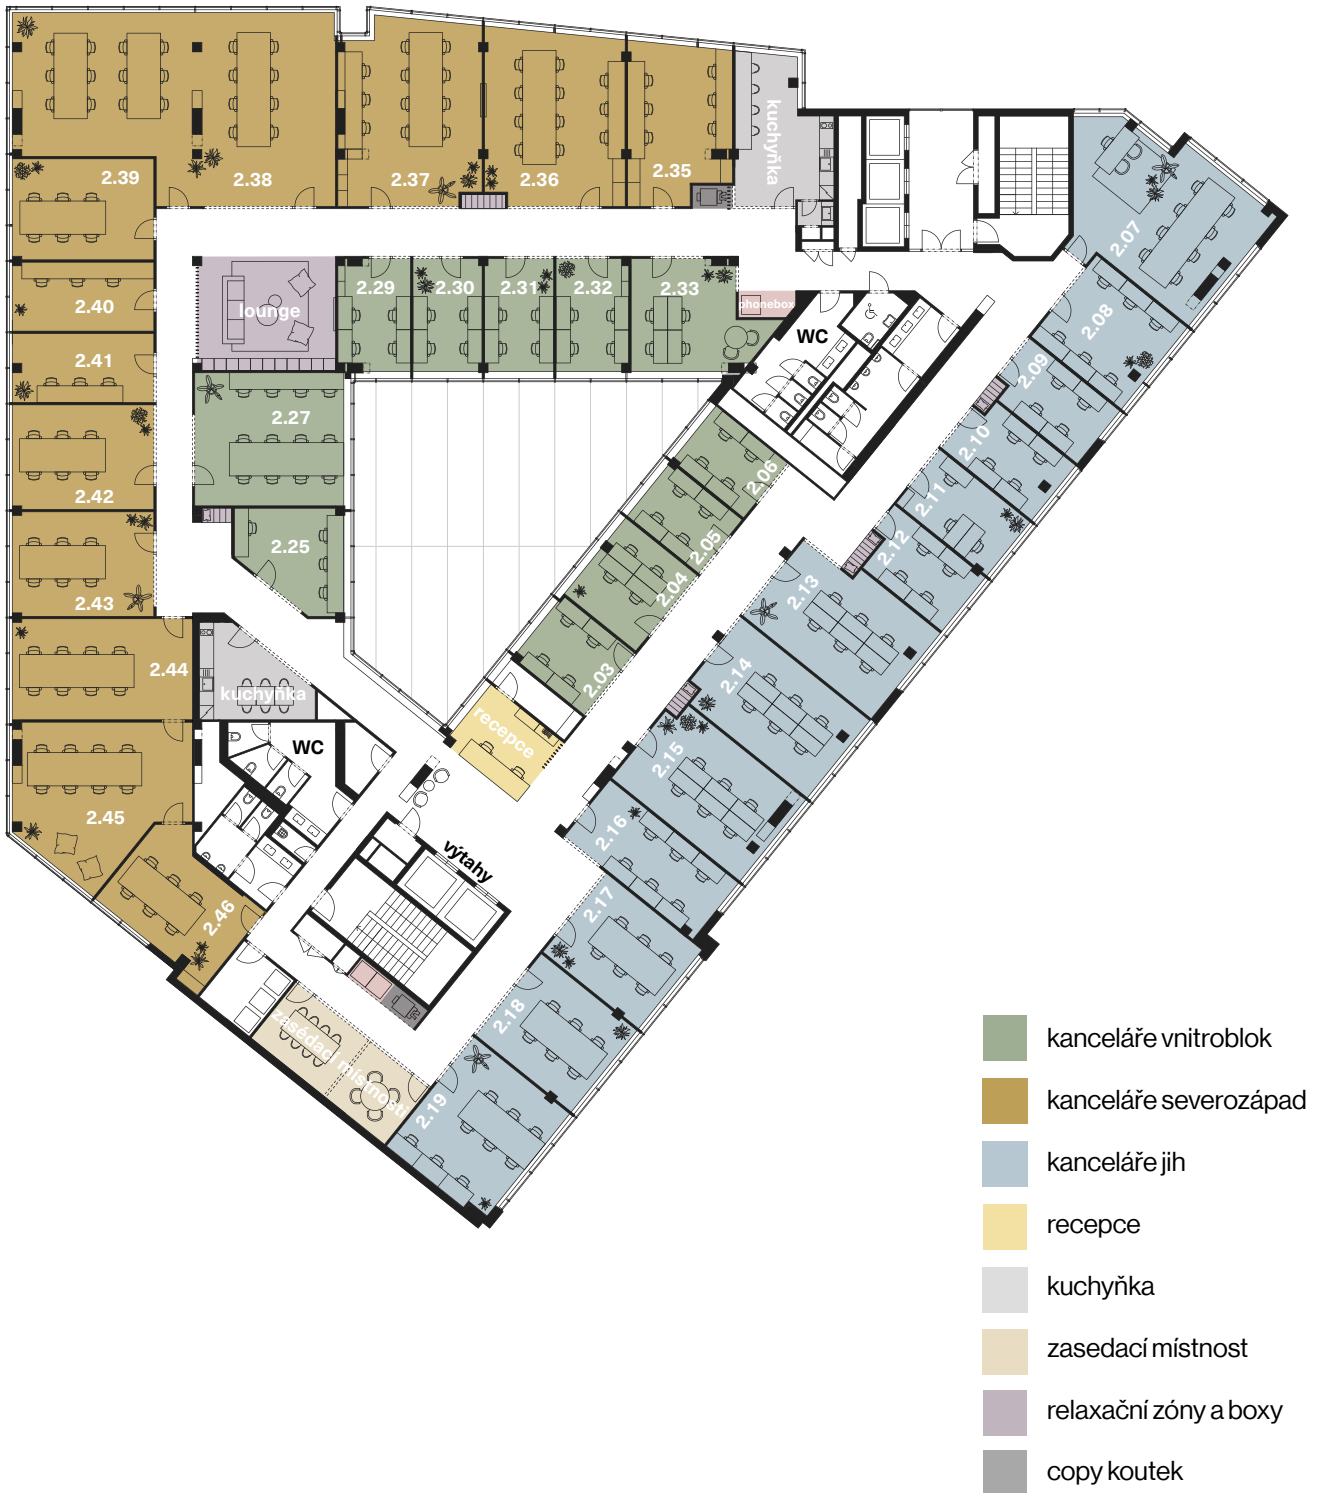 kuchyňka
2.39
2.38
2.37
2.36
2.35
2.07
2.40
lounge
2.29
2.30
2.31
2.32
2.33
phonebox
WC
2.08
2.41
2.09
2.27
2.10
2.42
2.06
2.11
2.25
2.05
2.12
2.43
2.04
2.13
2.44
kuchyňka
2.03
2.14
recepce
WC
2.15
2.45
2.16
výtahy
2.46
2.17
2.18
zasedací místnosti
2.19
kanceláře vnitroblok
kanceláře severozápad
kanceláře jih
recepce
kuchyňka
zasedací místnost
relaxační zóny a boxy
copy koutek